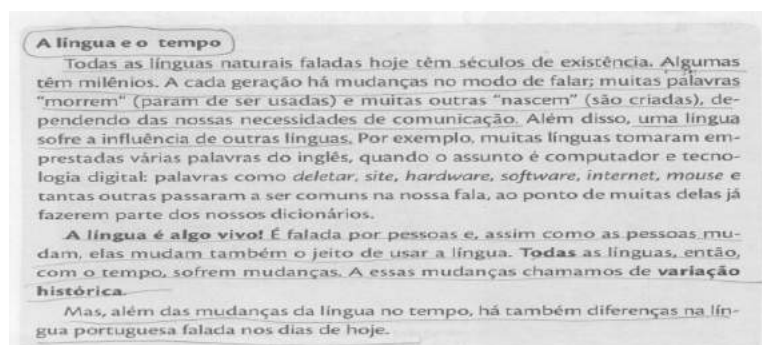 A língua e o tempo
Todas as línguas naturais faladas hoje têm séculos de existência. Algumas
têm milênios. A cada geração há mudanças no modo de falar; muitas palavras
"morrem" (param de ser usadas) e muitas outras "nascem" (são criadas), de-
pendendo das nossas necessidades de comunicação. Além disso, uma língua
sofre a influência de outras línguas. Por exemplo, muitas línguas tomaram em-
prestadas várias palavras do inglês, quando o assunto é computador e tecno-
logia digital: palavras como deletar, site, hardware, software, internet, mouse e
tantas outras passaram a ser comuns na nossa fala, ao ponto de muitas delas já
fazerem parte dos nossos dicionários.
A língua é algo vivo! É falada por pessoas e, assim como as pessoas mu-
dam, elas mudam também o jeito de usar a língua. Todas as línguas, então,
com o tempo, sofrem mudanças. A essas mudanças chamamos de variação
histórica.
Mas, além das mudanças da língua no tempo, há também diferenças na lín-
gua portuguesa falada nos dias de hoje.